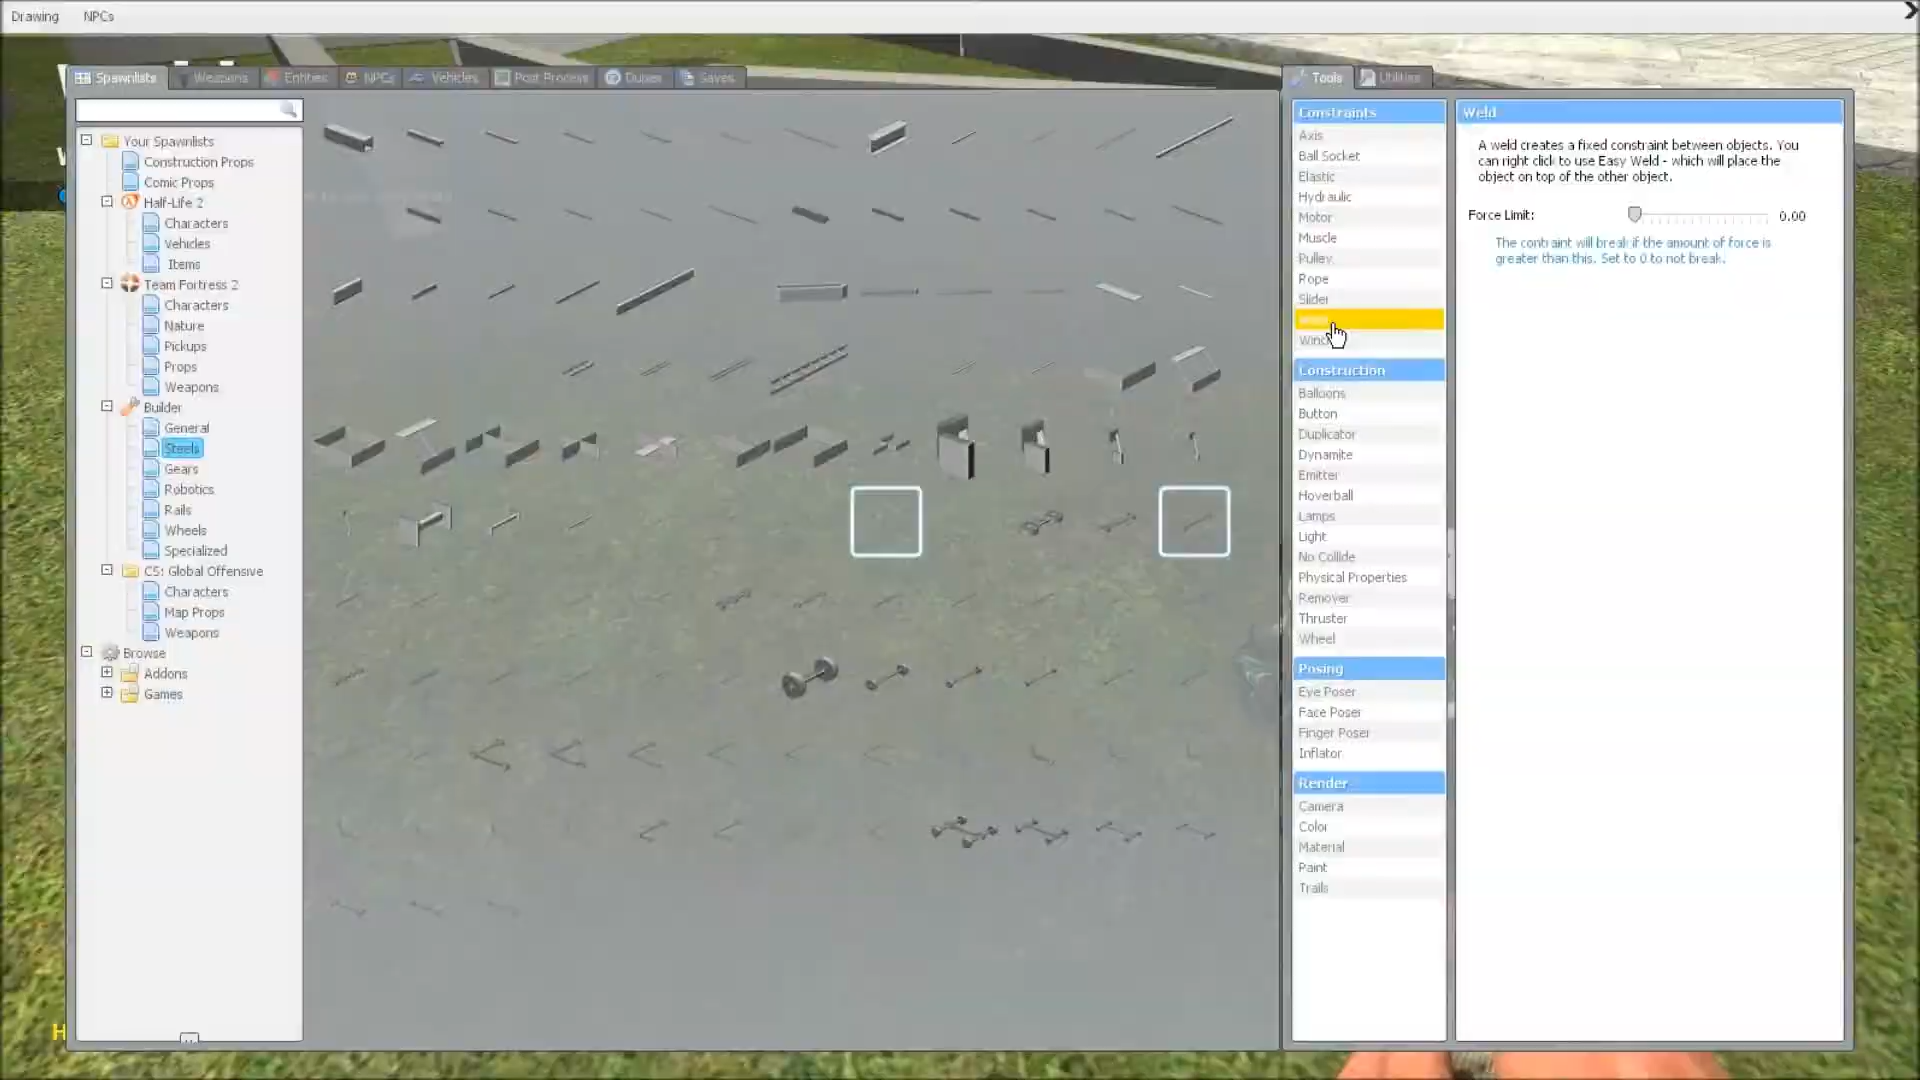 Drawing NPCs
Spawnlists Weapons Entities NPCs Vehicles Post Process Dupes Saves
Your Spawnlists
Construction Props
Comic Props
Half-Life 2
Characters
Vehicles
Items
Team Fortress 2
Characters
Nature
Pickups
Props
Weapons
Builder
General
Steels
Gears
Robotics
Rails
Wheels
Specialized
CS: Global Offensive
Characters
Map Props
Weapons
Browse
Addons
Games
Tools Utilities
Constraints
Axis
Ball Socket
Elastic
Hydraulic
Motor
Muscle
Pulley
Rope
Slider
Construction
Balloons
Button
Duplicator
Dynamite
Emitter
Hoverball
Lamps
Light
No Collide
Physical Properties
Remover
Thruster
Wheel
Posing
Eye Poser
Face Poser
Finger Poser
Inflator
Render
Camera
Color
Material
Paint
Trails
Weld
A weld creates a fixed constraint between objects. You
can right click to use Easy Weld - which will place the
object on top of the other object.
Force Limit: 0.00
The contraint will break if the amount of force is
greater than this. Set to 0 to not break.